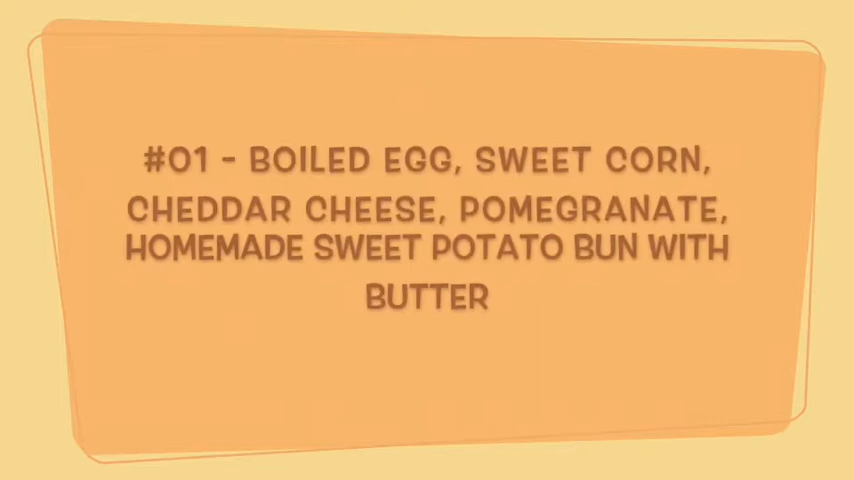 #01 - BOILED EGG, SWEET CORN,
CHEDDAR CHEESE, POMEGRANATE,
HOMEMADE SWEET POTATO BUN WITH
BUTTER